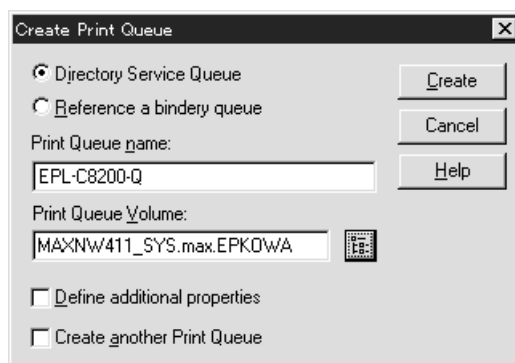 Create Print Queue
Directory Service Queue
Reference a bindery queue
Print Queue name:
EPL-C8200-Q
Print Queue Volume:
MAXNW411_SYS.max.EPKOWA
Define additional properties
Create another Print Queue
Create
Cancel
Help